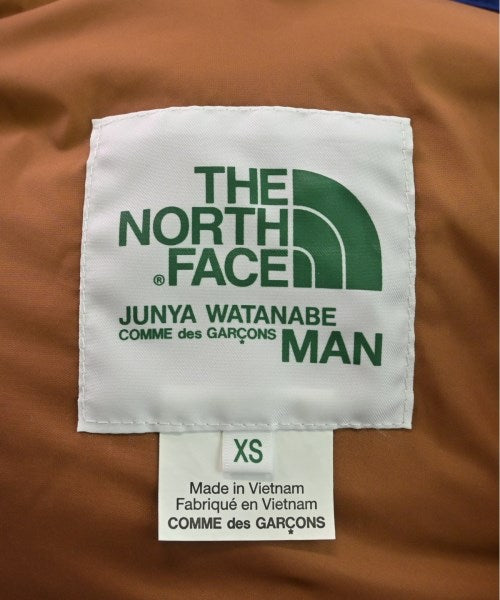 THE
NORTH
® FACE
JUNYA WATANABE
COMME des GARÇONS MAN
XS
Made in Vietnam
Fabriqué en Vietnam
COMME des GARÇONS